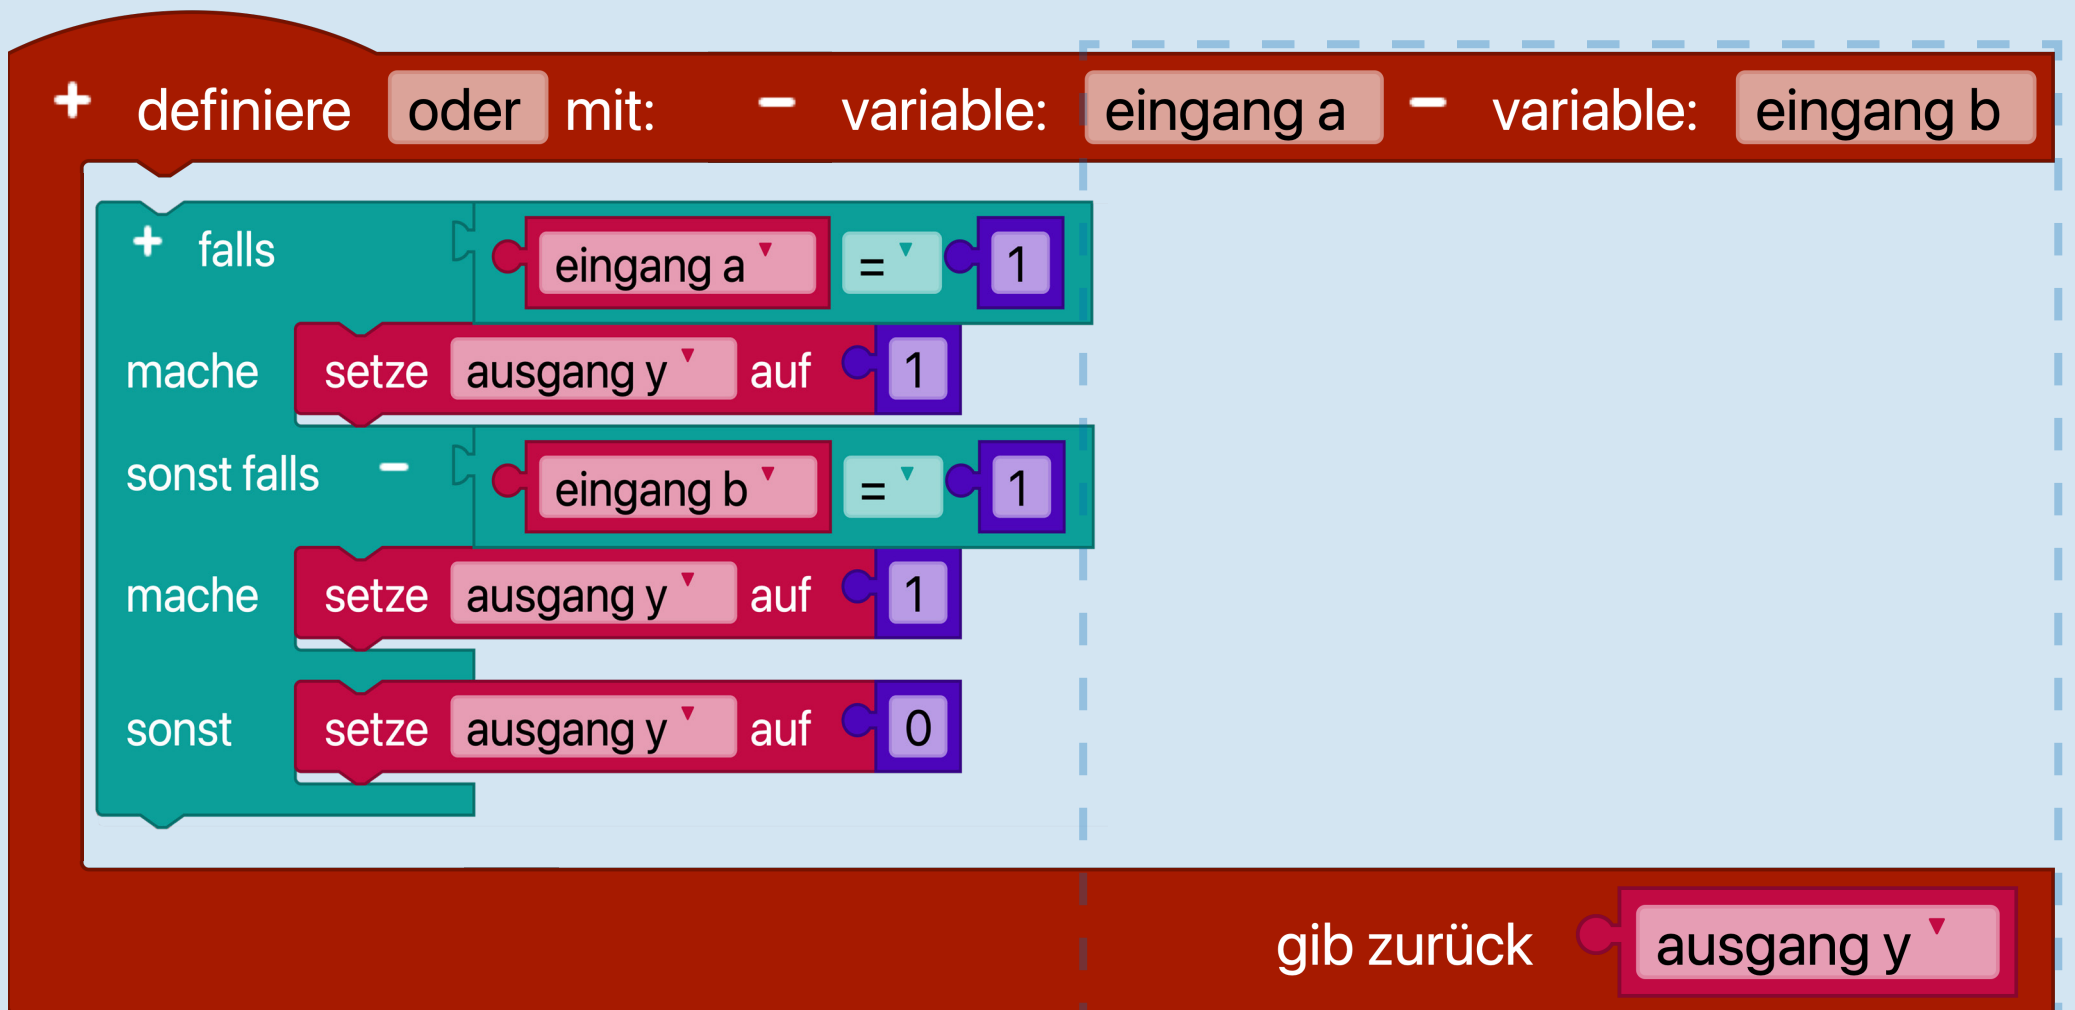 + definiere oder mit: - variable: eingang a - variable: eingang b
+ falls eingang a = 1
mache setze ausgang y auf 1
sonst falls - eingang b = 1
mache setze ausgang y auf 1
sonst setze ausgang y auf 0
gib zurück ausgang y